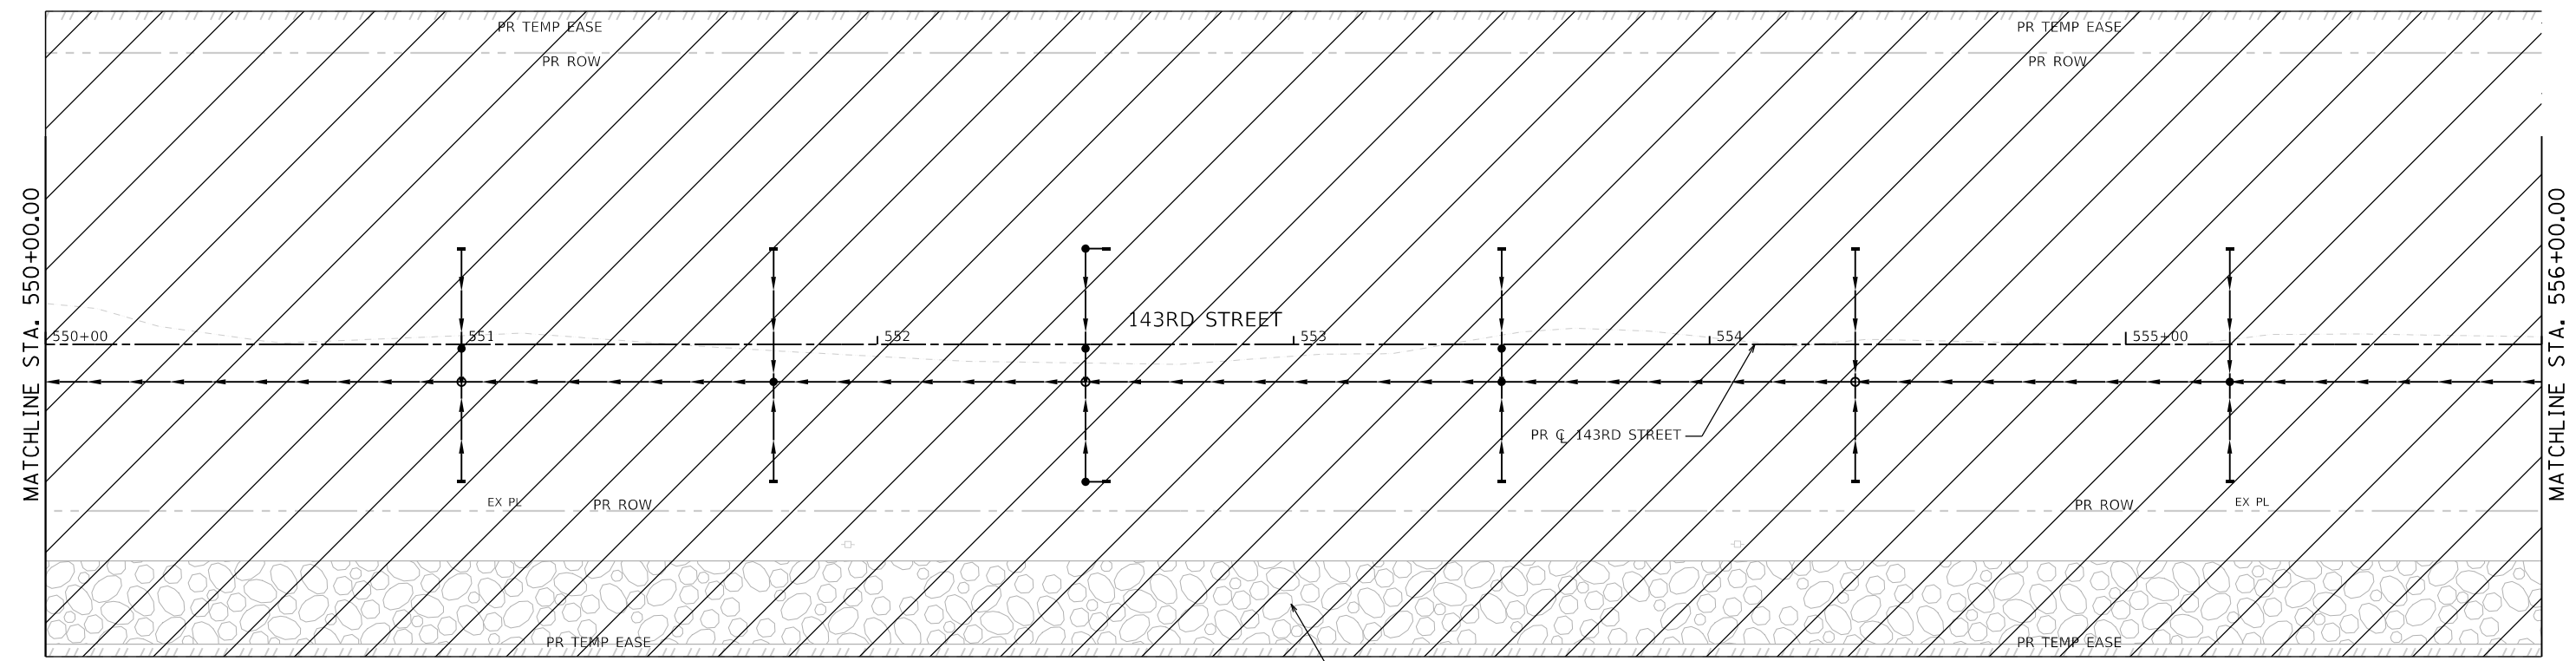 PR TEMP EASE
PR TEMP EASE
PR ROW
PR ROW
MATCHLINE STA. 550+00.00
MATCHLINE STA. 556+00.00
143RD STREET
550+00
551
552
553
554
555+00
PR ℄ 143RD STREET
EX PL
PR ROW
PR ROW
EX PL
PR TEMP EASE
PR TEMP EASE